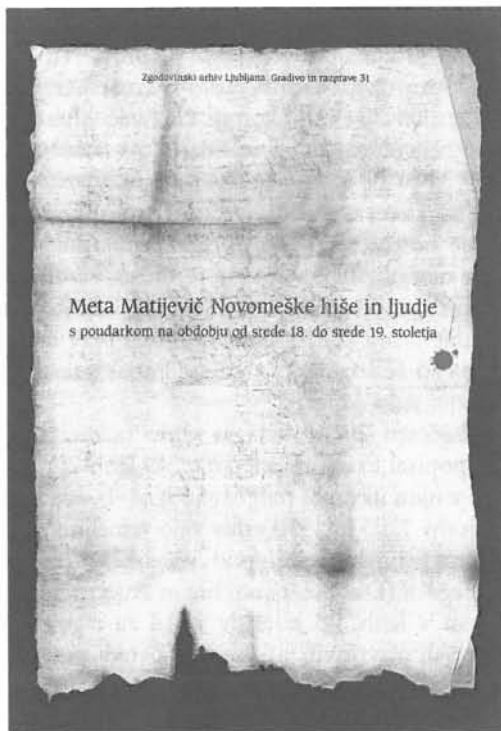 Zgodovinski arhiv Ljubljana. Gradivo in razprave 31
Meta Matijevič Novomeške hiše in ljudje
s poudarkom na obdobju od srede 18. do srede 19. stoletja